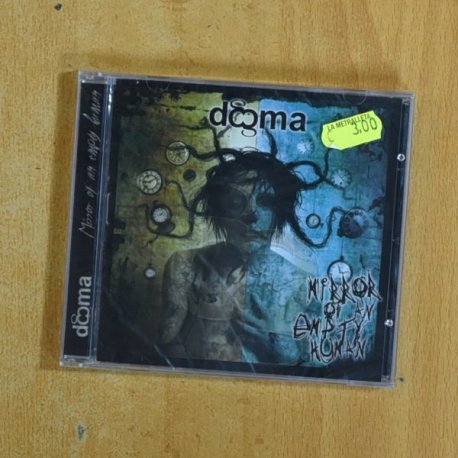 dogma
LA METRALLETA
€ 3,00
MIRROR
OF AN
EMPTY
HUMAN
Mirror of an empty human
dogma